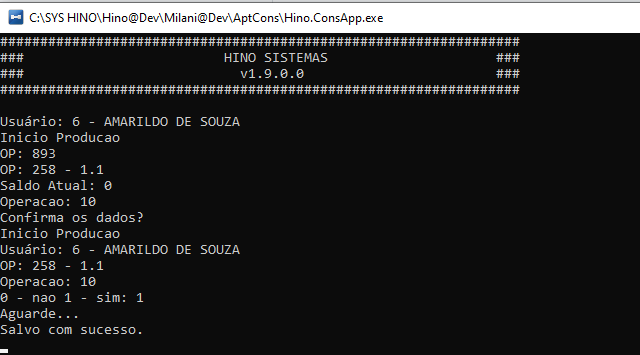 C:\SYS HINO\Hino@Dev\Milani@Dev\AptCons\Hino.ConsApp.exe
#################################################################
### HINO SISTEMAS ###
### v1.9.0.0 ###
#################################################################
Usuário: 6 - AMARILDO DE SOUZA
Inicio Producao
OP: 893
OP: 258 - 1.1
Saldo Atual: 0
Operacao: 10
Confirma os dados?
Inicio Producao
Usuário: 6 - AMARILDO DE SOUZA
OP: 258 - 1.1
Operacao: 10
0 - nao 1 - sim: 1
Aguarde...
Salvo com sucesso.